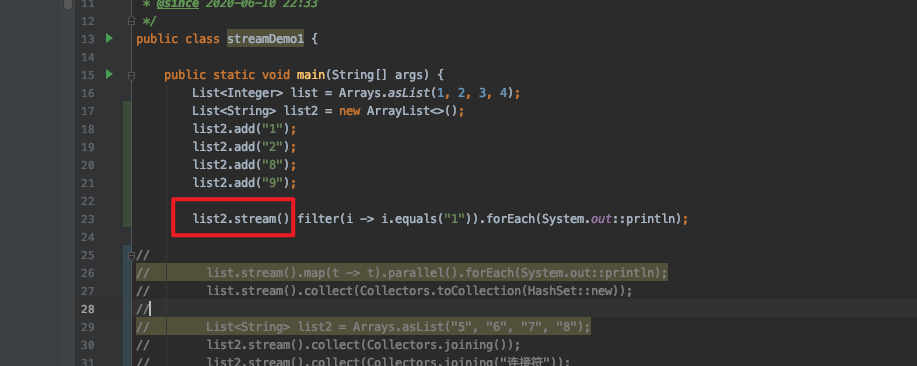 11 * @since 2020-06-10 22:33
12 */
13 public class streamDemo1 {
14
15 public static void main(String[] args) {
16 List<Integer> list = Arrays.asList(1, 2, 3, 4);
17 List<String> list2 = new ArrayList<>();
18 list2.add("1");
19 list2.add("2");
20 list2.add("8");
21 list2.add("9");
22
23 list2.stream() filter(i -> i.equals("1")).forEach(System.out::println);
24
25 //
26 // list.stream().map(t -> t).parallel().forEach(System.out::println);
27 // list.stream().collect(Collectors.toCollection(HashSet::new));
28 //
29 // List<String> list2 = Arrays.asList("5", "6", "7", "8");
30 // list2.stream().collect(Collectors.joining());
31 // list2.stream().collect(Collectors.joining("连接符"));